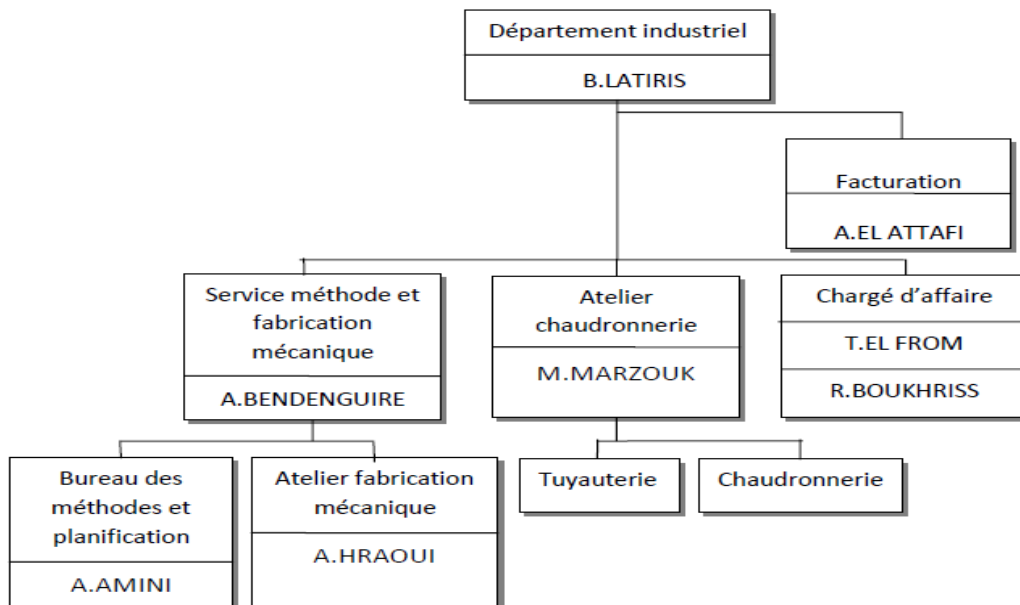 Département industriel
B.LATIRIS
Facturation
A.EL ATTAFI
Service méthode et
fabrication
mécanique
A.BENDENGUIRE
Atelier
chaudronnerie
M.MARZOUK
Chargé d'affaire
T.EL FROM
R.BOUKHRISS
Bureau des
méthodes et
planification
A.AMINI
Atelier fabrication
mécanique
A.HRAOUI
Tuyauterie
Chaudronnerie